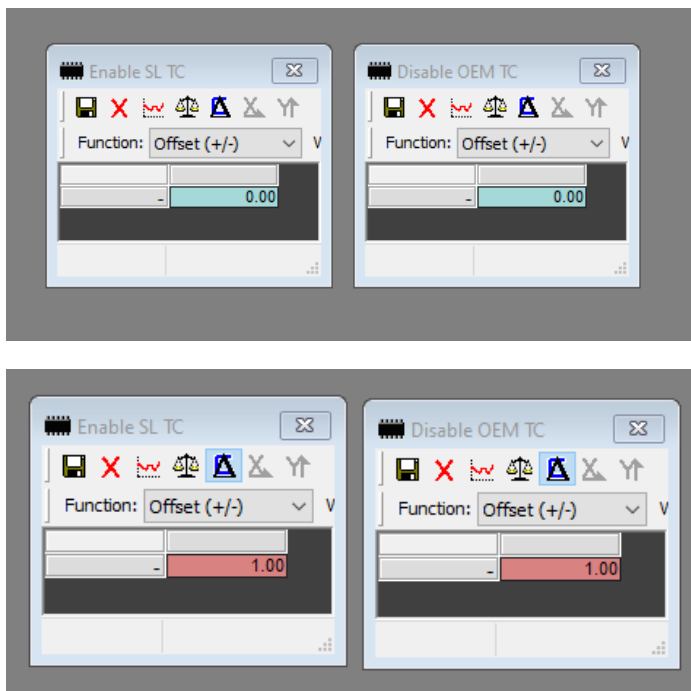 Enable SL TC
Disable OEM TC
Function: Offset (+/-) V
Function: Offset (+/-) V
- 0.00
- 0.00
Enable SL TC
Disable OEM TC
Function: Offset (+/-) V
Function: Offset (+/-) V
- 1.00
- 1.00